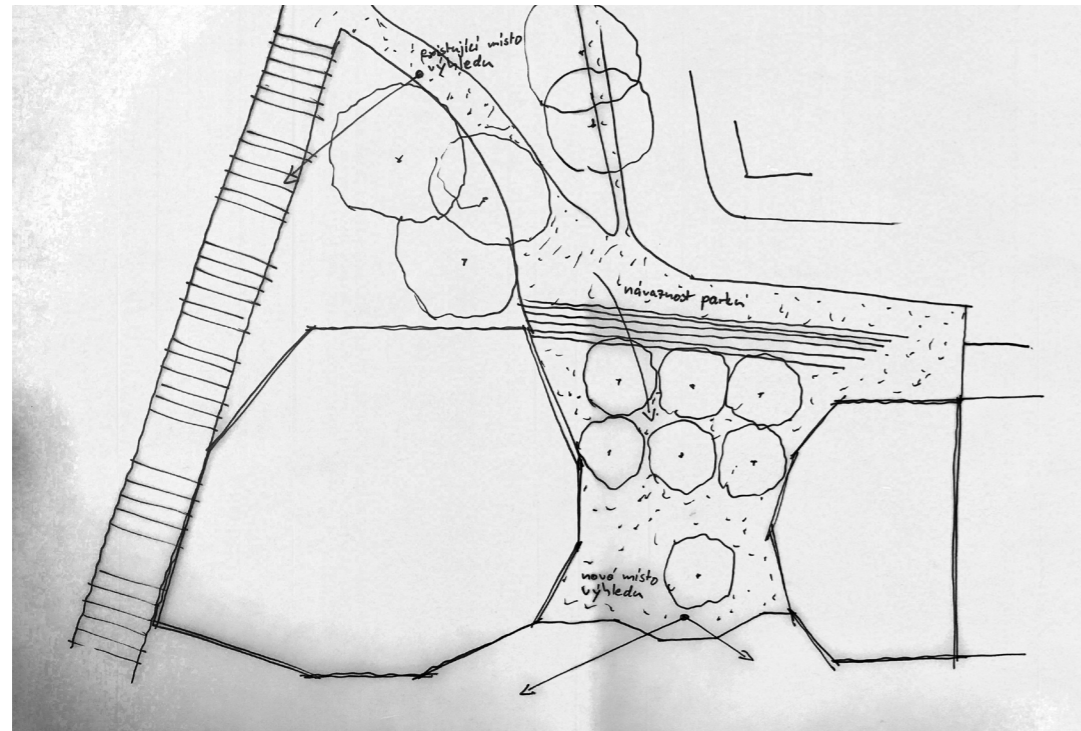 existující místo
výhledu
návaznost parku
nové místo
výhledu